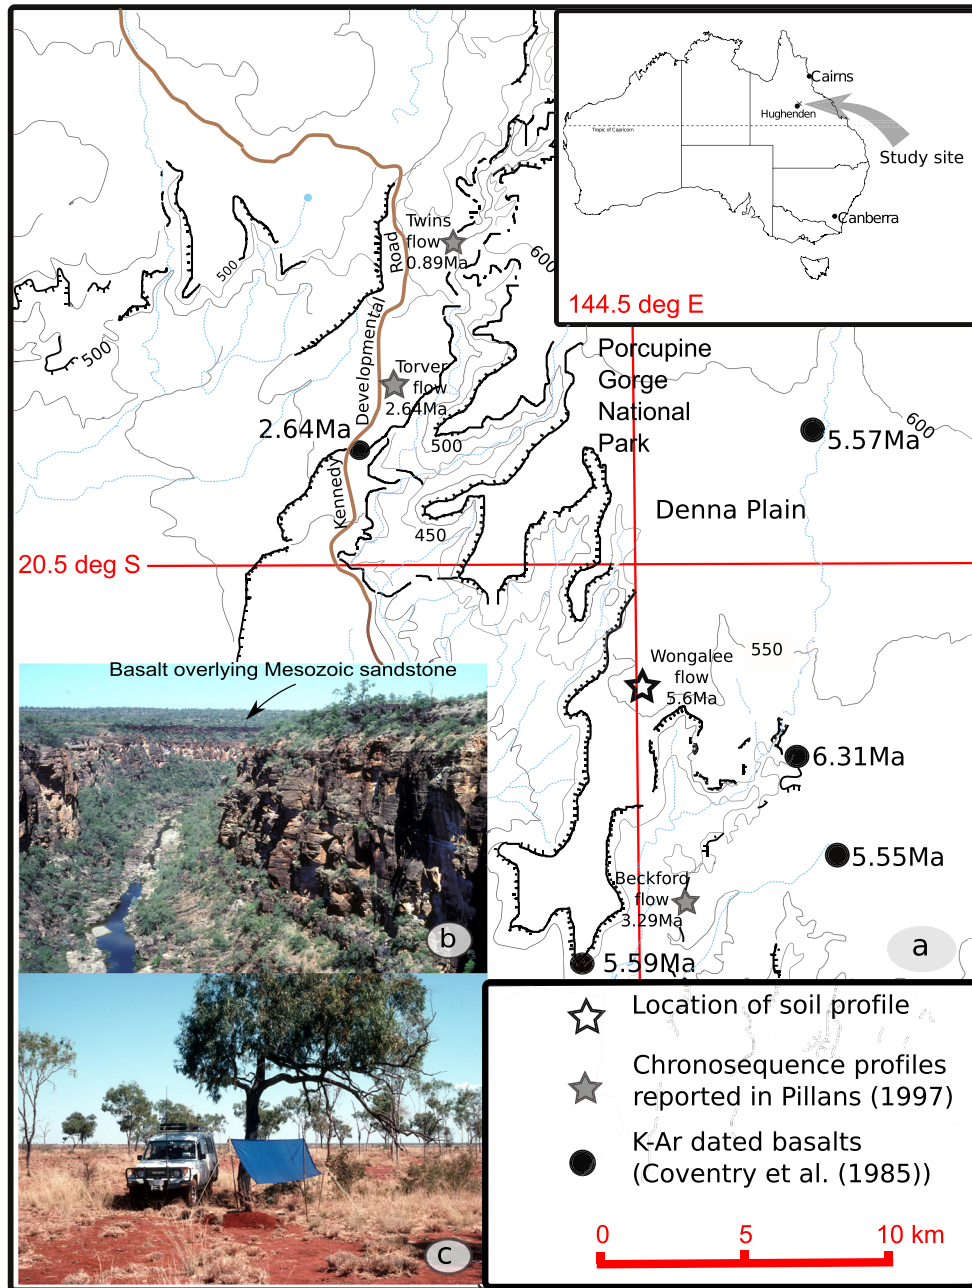 Cairns
Hughenden
Tropic of Capricorn
Study site
Canberra
144.5 deg E
Twins
flow
0.89Ma
600
500
500
Kennedy Developmental Road
Torver
flow
2.64Ma
2.64Ma
500
450
Porcupine
Gorge
National
Park
600
5.57Ma
Denna Plain
20.5 deg S
550
Wongalee
flow
5.6Ma
6.31Ma
5.55Ma
Beckford
flow
3.29Ma
5.59Ma
a
Basalt overlying Mesozoic sandstone
b
c
Location of soil profile
Chronosequence profiles
reported in Pillans (1997)
K-Ar dated basalts
(Coventry et al. (1985))
0 5 10 km